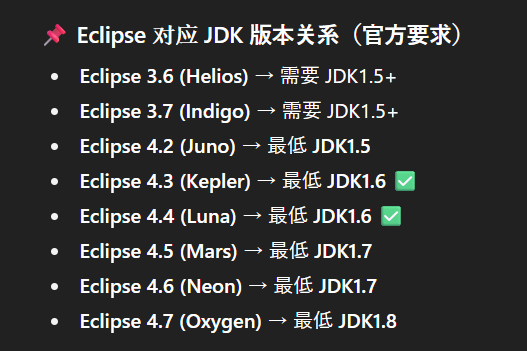 📌 Eclipse 对应 JDK 版本关系（官方要求）
• Eclipse 3.6 (Helios) → 需要 JDK1.5+
• Eclipse 3.7 (Indigo) → 需要 JDK1.5+
• Eclipse 4.2 (Juno) → 最低 JDK1.5
• Eclipse 4.3 (Kepler) → 最低 JDK1.6 ✅
• Eclipse 4.4 (Luna) → 最低 JDK1.6 ✅
• Eclipse 4.5 (Mars) → 最低 JDK1.7
• Eclipse 4.6 (Neon) → 最低 JDK1.7
• Eclipse 4.7 (Oxygen) → 最低 JDK1.8